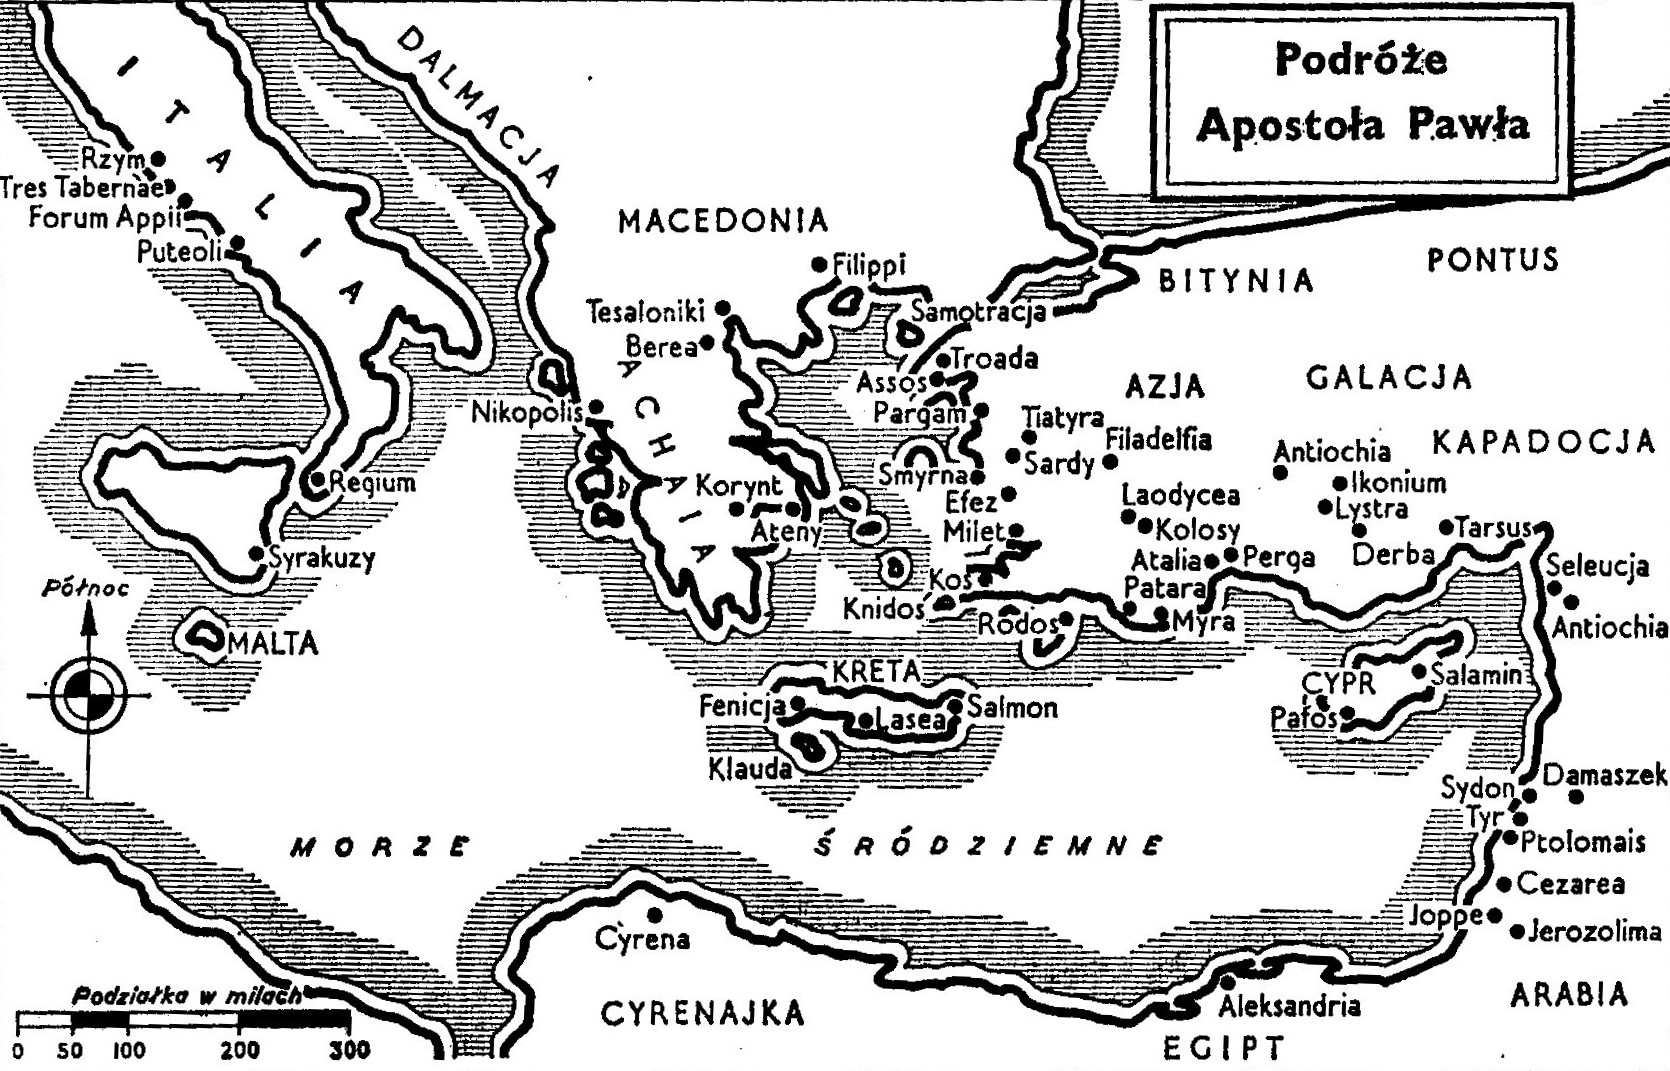 Podróże
Apostoła Pawła
ITALIA
DALMACJA
Rzym
Tres Tabernae
Forum Appii
Puteoli
MACEDONIA
Filippi
Tesaloniki
Berea
Samotracja
BITYNIA
PONTUS
Troada
Assos
Pargam
AZJA
GALACJA
ACHAIA
Nikopolis
Tiatyra
Filadelfia
Sardy
Smyrna
Antiochia
KAPADOCJA
Ikonium
Lystra
Derba
Tarsus
Regium
Korynt
Ateny
Efez
Milet
Laodycea
Kolosy
Atalia
Perga
Syrakuzy
Kos
Knidos
Patara
Rodos
Myra
Seleucja
Antiochia
Północ
MALTA
KRETA
Fenicja
Lasea
Salmon
Klauda
CYPR
Salamin
Pafos
Sydon
Damaszek
Tyr
Ptolomais
MORZE ŚRÓDZIEMNE
Cezarea
Joppe
Jerozolima
Cyrena
CYRENAJKA
Aleksandria
ARABIA
EGIPT
Podziałka w milach
0 50 100 200 300